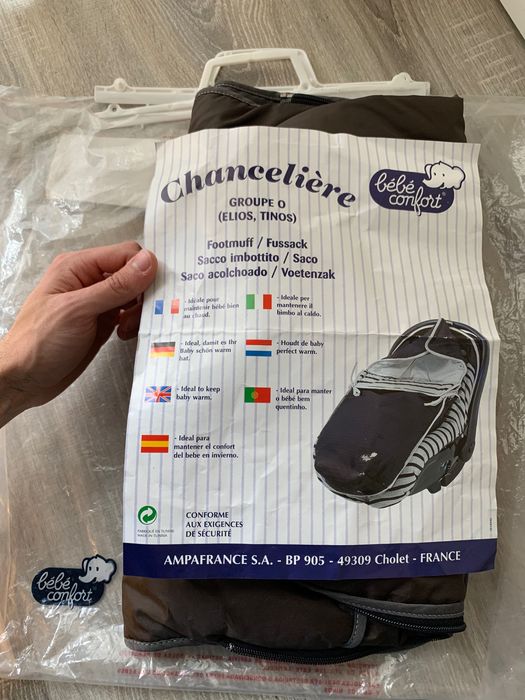 Chancelière
bébé
confort
GROUPE 0
(ELIOS, TINOS)
Footmuff / Fussack
Sacco imbottito / Saco
Saco acolchoado / Voetenzak
- Idéale pour
maintenir bébé bien
au chaud.
- Ideale per
mantenere il
bimbo al caldo.
- Ideal, damit es Ihr
Baby schön warm
hat.
- Houdt de baby
perfect warm.
- Ideal to keep
baby warm.
- Ideal para manter
o bébé bem
quentinho.
- Ideal para
mantener el confort
del bebe en invierno.
FABRIQUÉ EN TUNISIE
MADE IN TUNISIA
CONFORME
AUX EXIGENCES
DE SÉCURITÉ
AMPAFRANCE S.A. - BP 905 - 49309 Cholet - FRANCE
bébé
confort